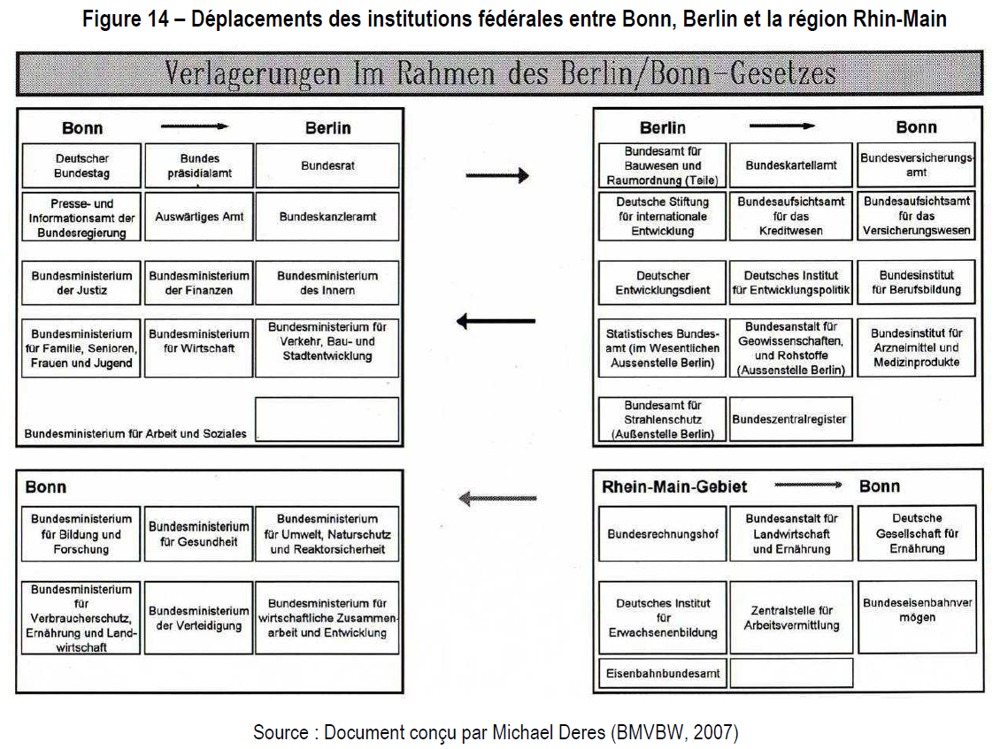 Figure 14 – Déplacements des institutions fédérales entre Bonn, Berlin et la région Rhin-Main
Verlagerungen Im Rahmen des Berlin/Bonn-Gesetzes
Bonn
Berlin
Deutscher
Bundestag
Bundes
präsidialamt
Bundesrat
Presse- und
Informationsamt der
Bundesregierung
Auswärtiges Amt
Bundeskanzleramt
Bundesministerium
der Justiz
Bundesministerium
der Finanzen
Bundesministerium
des Innern
Bundesministerium
für Familie, Senioren,
Frauen und Jugend
Bundesministerium
für Wirtschaft
Bundesministerium für
Verkehr, Bau- und
Stadtentwicklung
Bundesministerium für Arbeit und Soziales
Berlin
Bonn
Bundesamt für
Bauwesen und
Raumordnung (Teile)
Bundeskartellamt
Bundesversicherungs-
amt
Deutsche Stiftung
für internationale
Entwicklung
Bundesaufsichtsamt
für das
Kreditwesen
Bundesaufsichtsamt
für das
Versicherungswesen
Deutscher
Entwicklungsdient
Deutsches Institut
für Entwicklungspolitik
Bundesinstitut
für Berufsbildung
Statistisches Bundes-
amt (im Wesentlichen
Aussenstelle Berlin)
Bundesanstalt für
Geowissenschaften,
und Rohstoffe
(Aussenstelle Berlin)
Bundesinstitut für
Arzneimittel und
Medizinprodukte
Bundesamt für
Strahlenschutz
(Außenstelle Berlin)
Bundeszentralregister
Bonn
Bundesministerium
für Bildung und
Forschung
Bundesministerium
für Gesundheit
Bundesministerium
für Umwelt, Naturschutz
und Reaktorsicherheit
Bundesministerium
für
Verbraucherschutz,
Ernährung und Land-
wirtschaft
Bundesministerium
der Verteidigung
Bundesministerium für
wirtschaftliche Zusammen-
arbeit und Entwicklung
Rhein-Main-Gebiet
Bonn
Bundesrechnungshof
Bundesanstalt für
Landwirtschaft
und Ernährung
Deutsche
Gesellschaft für
Ernährung
Deutsches Institut
für
Erwachsenenbildung
Zentralstelle für
Arbeitsvermittlung
Bundeseisenbahnver
mögen
Eisenbahnbundesamt
Source : Document conçu par Michael Deres (BMVBW, 2007)